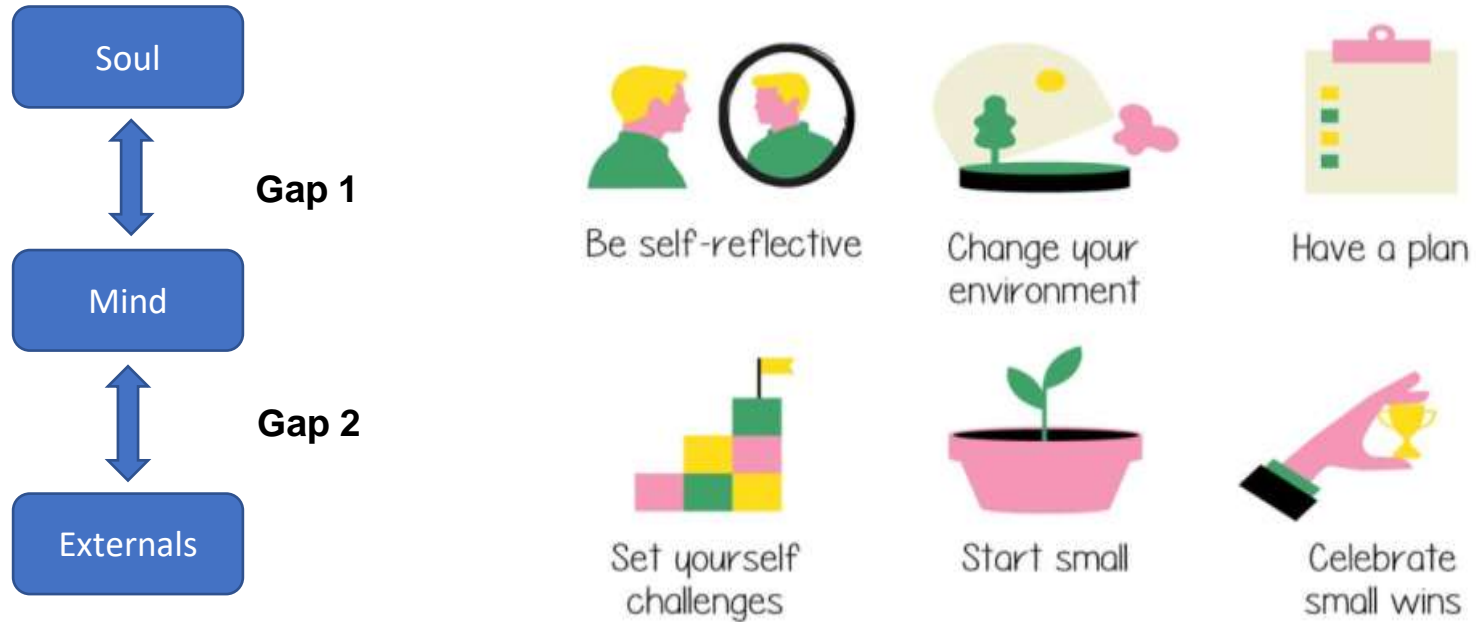 Soul
Gap 1
Mind
Gap 2
Externals
Be self-reflective
Change your
environment
Have a plan
Set yourself
challenges
Start small
Celebrate
small wins